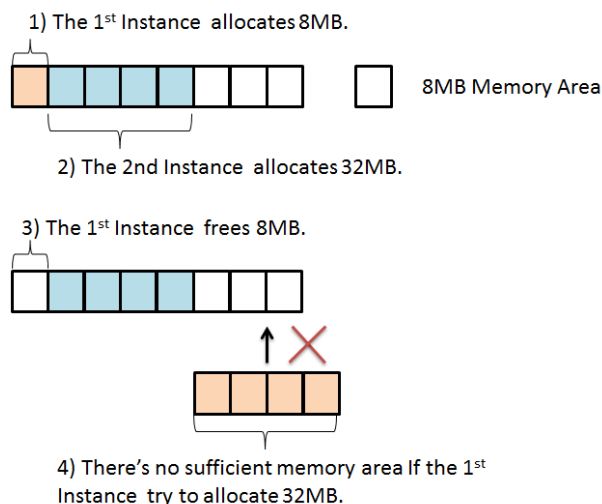 1) The 1st Instance allocates 8MB.
8MB Memory Area
2) The 2nd Instance allocates 32MB.
3) The 1st Instance frees 8MB.
4) There's no sufficient memory area If the 1st
Instance try to allocate 32MB.